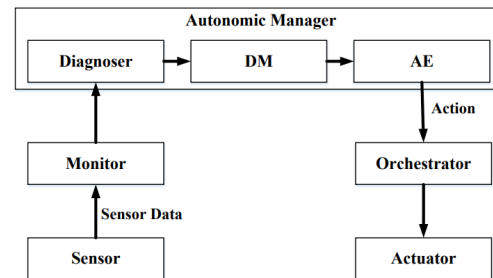 Autonomic Manager
Diagnoser DM AE
Action
Monitor Orchestrator
Sensor Data
Sensor Actuator